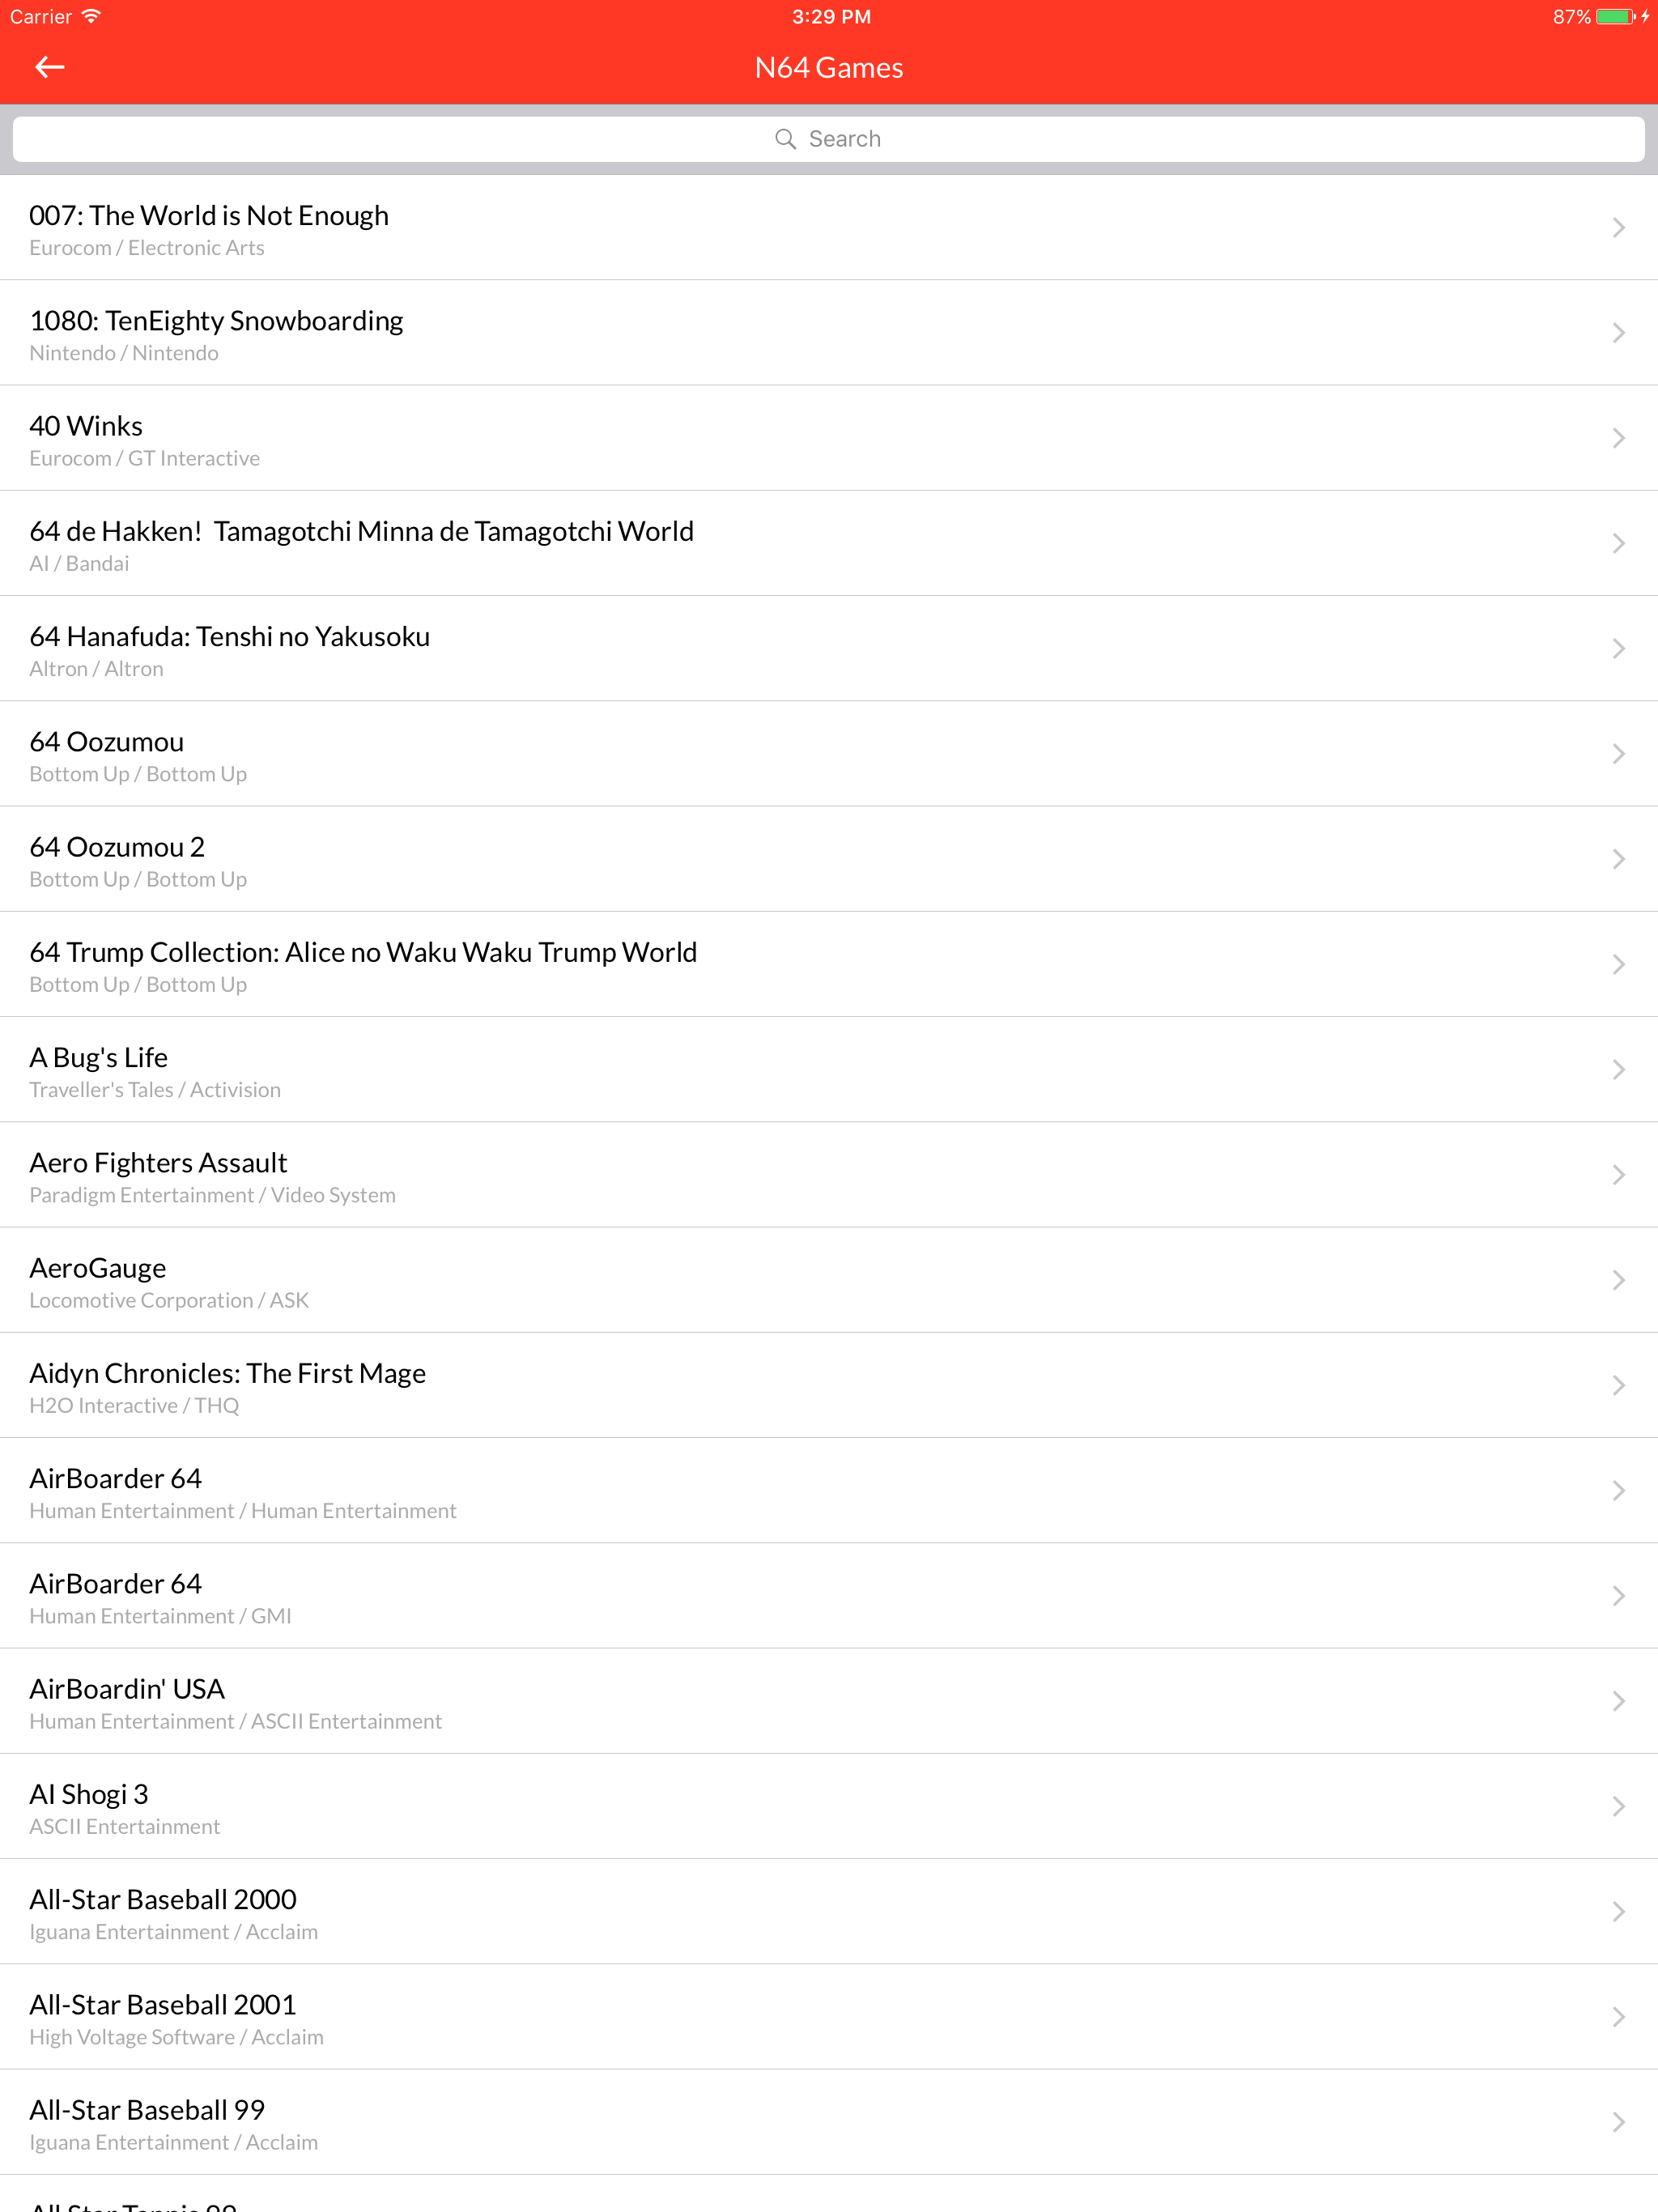 Carrier
3:29 PM
87%
N64 Games
Search
007: The World is Not Enough
Eurocom / Electronic Arts
1080: TenEighty Snowboarding
Nintendo / Nintendo
40 Winks
Eurocom / GT Interactive
64 de Hakken!  Tamagotchi Minna de Tamagotchi World
AI / Bandai
64 Hanafuda: Tenshi no Yakusoku
Altron / Altron
64 Oozumou
Bottom Up / Bottom Up
64 Oozumou 2
Bottom Up / Bottom Up
64 Trump Collection: Alice no Waku Waku Trump World
Bottom Up / Bottom Up
A Bug's Life
Traveller's Tales / Activision
Aero Fighters Assault
Paradigm Entertainment / Video System
AeroGauge
Locomotive Corporation / ASK
Aidyn Chronicles: The First Mage
H2O Interactive / THQ
AirBoarder 64
Human Entertainment / Human Entertainment
AirBoarder 64
Human Entertainment / GMI
AirBoardin' USA
Human Entertainment / ASCII Entertainment
AI Shogi 3
ASCII Entertainment
All-Star Baseball 2000
Iguana Entertainment / Acclaim
All-Star Baseball 2001
High Voltage Software / Acclaim
All-Star Baseball 99
Iguana Entertainment / Acclaim
All Star Tennis 99